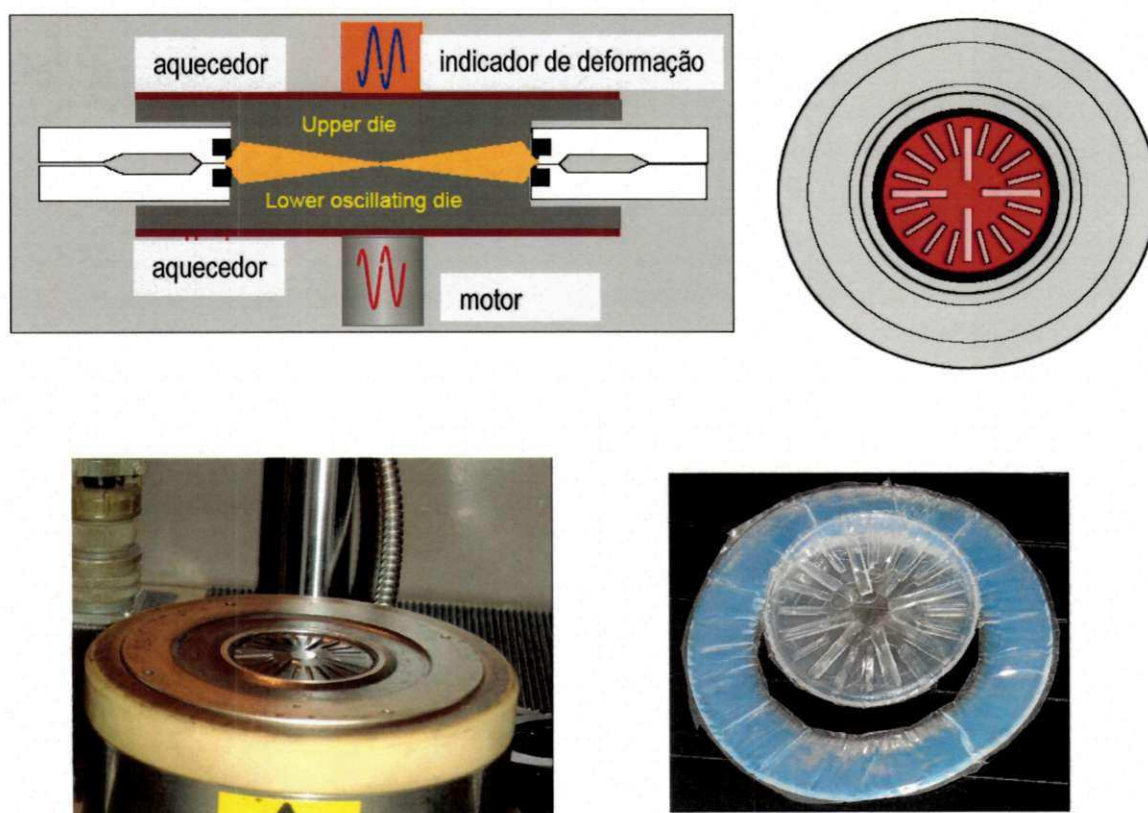 aquecedor
indicador de deformação
Upper die
Lower oscillating die
aquecedor
motor